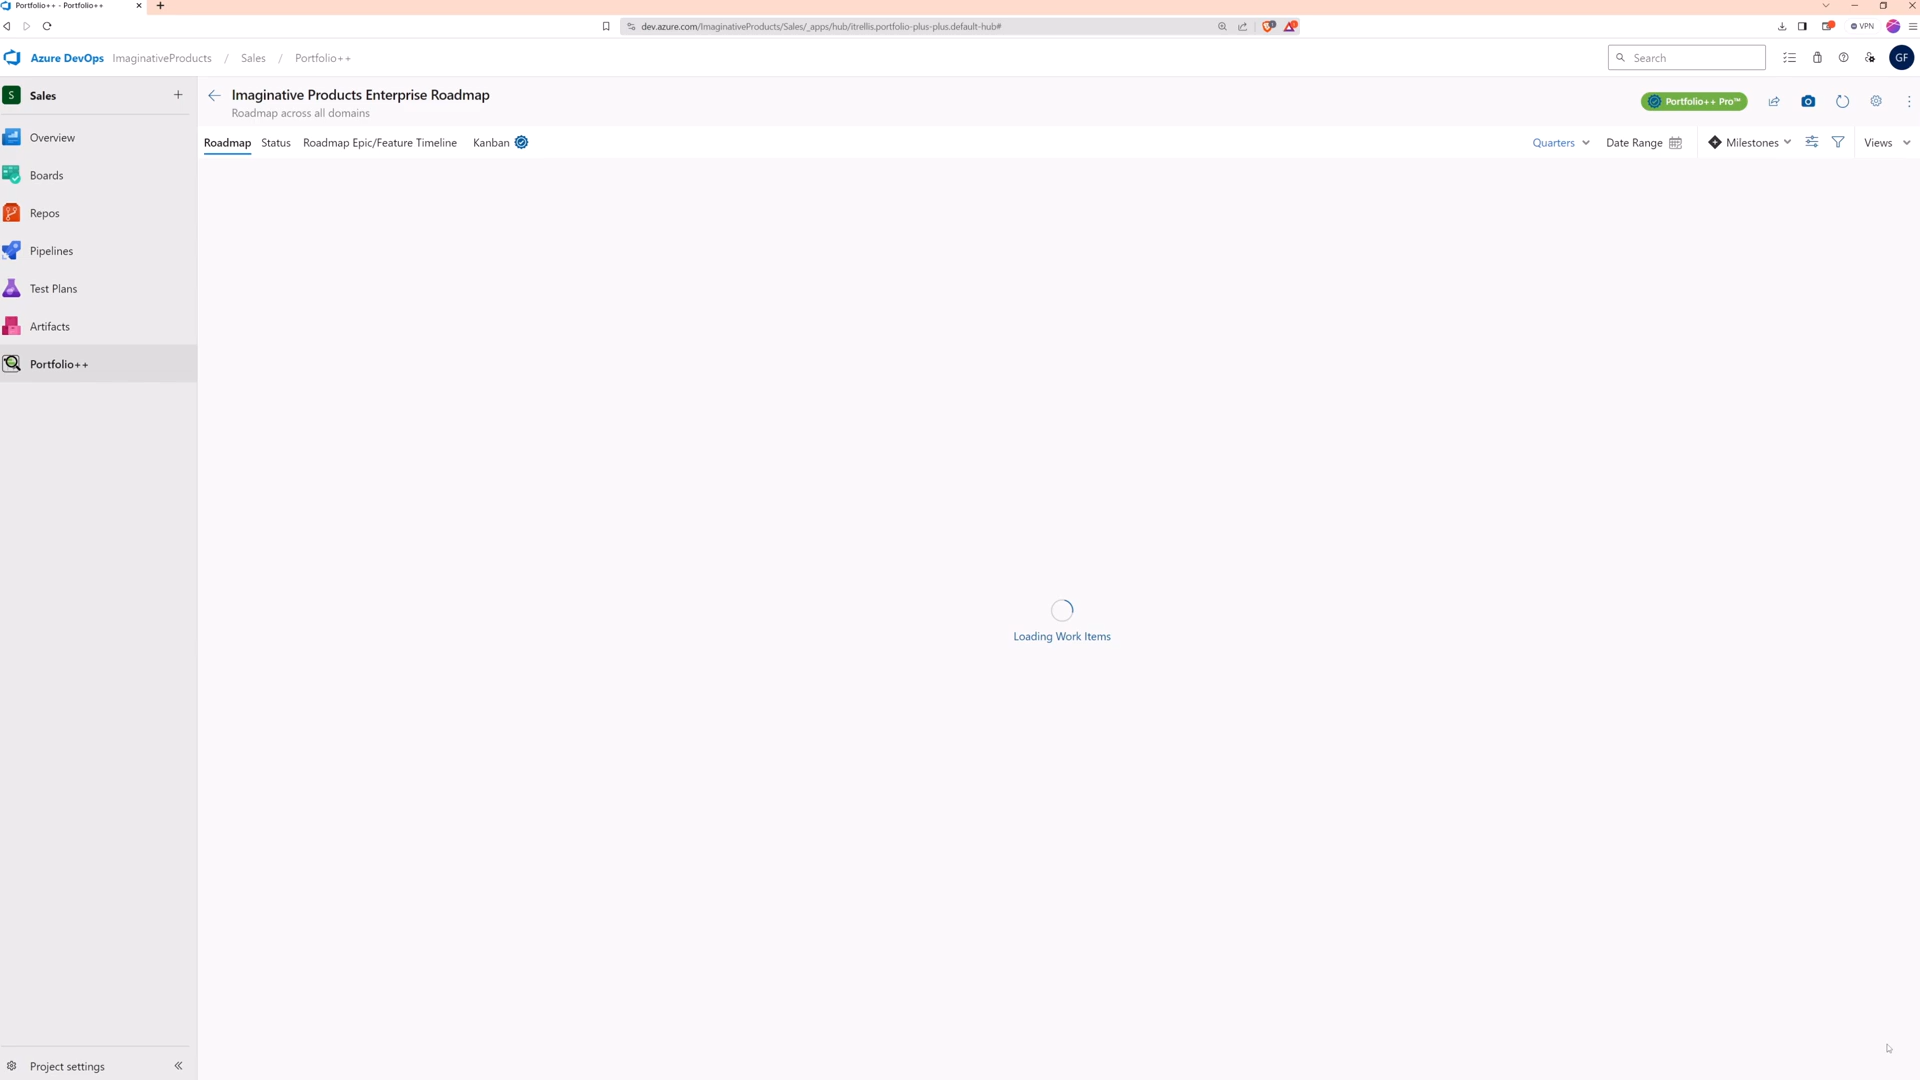 Portfolio++ - Portfolio++
dev.azure.com/ImaginativeProducts/Sales/_apps/hub/itrellis.portfolio-plus-plus.default-hub#
VPN
Azure DevOps ImaginativeProducts / Sales / Portfolio++
Search
GF
S Sales
Imaginative Products Enterprise Roadmap
Roadmap across all domains
Portfolio++ Pro™
Roadmap Status Roadmap Epic/Feature Timeline Kanban
Quarters Date Range Milestones Views
Overview
Boards
Repos
Pipelines
Test Plans
Artifacts
Portfolio++
Loading Work Items
Project settings